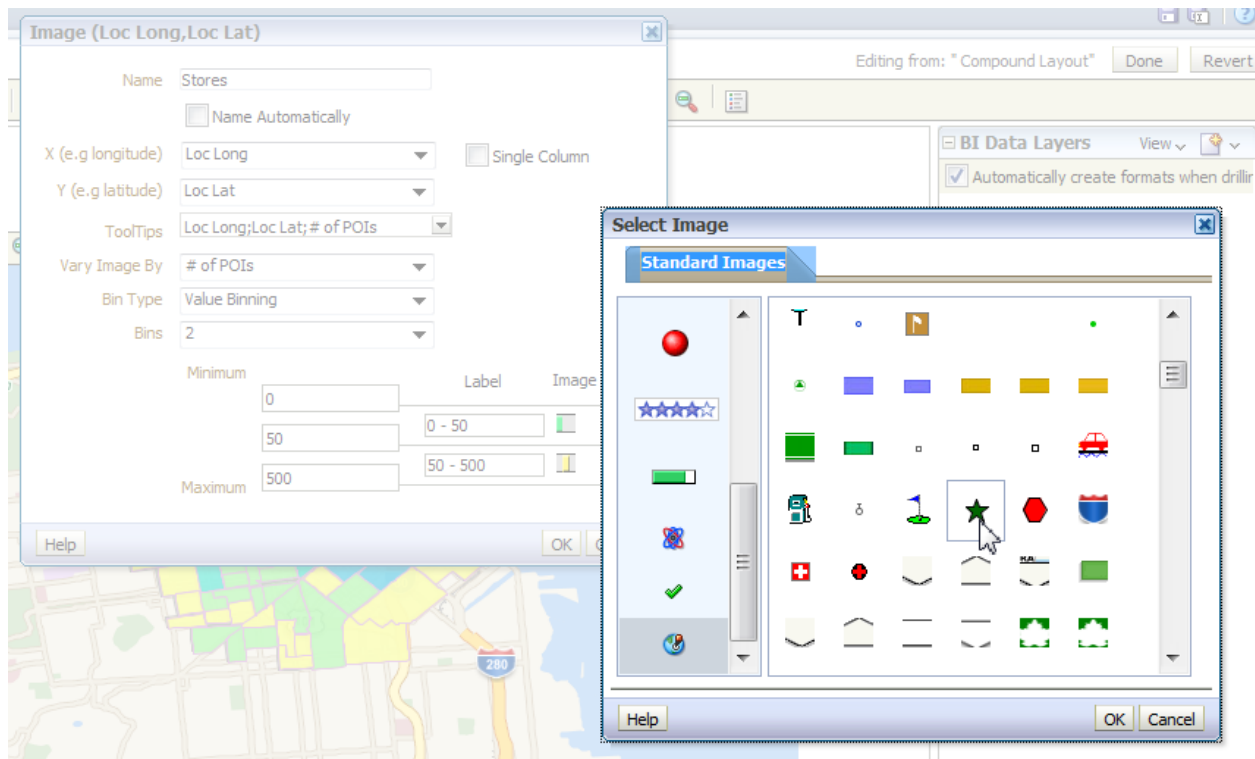 Image (Loc Long,Loc Lat)
Editing from: " Compound Layout" Done Revert
Name Stores
Name Automatically
X (e.g longitude) Loc Long Single Column
Y (e.g latitude) Loc Lat
ToolTips Loc Long;Loc Lat; # of POIs
Vary Image By # of POIs
Bin Type Value Binning
Bins 2
Minimum Label Image
0
0 - 50
50
50 - 500
Maximum 500
Help OK
BI Data Layers View
Automatically create formats when drillin
Select Image
Standard Images
Help OK Cancel
280